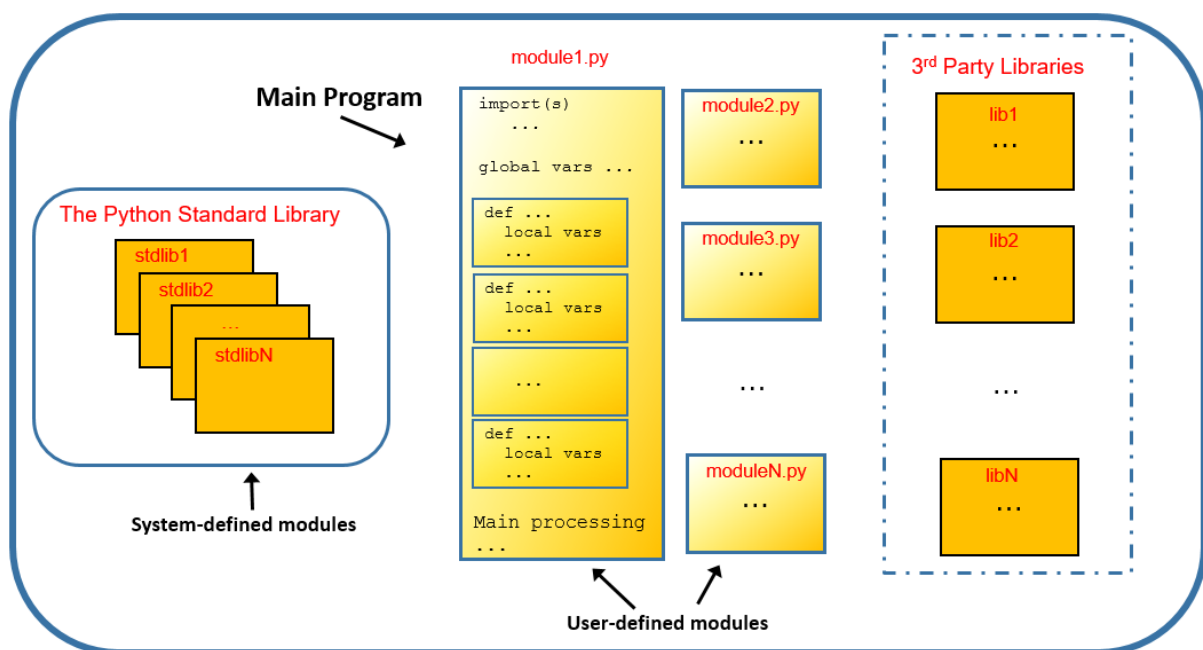 module1.py
3rd Party Libraries
Main Program
import(s)
...
global vars ...
def ...
local vars
...
def ...
local vars
...
...
def ...
local vars
...
Main processing
...
module2.py
...
module3.py
...
...
moduleN.py
...
lib1
...
lib2
...
...
libN
...
The Python Standard Library
stdlib1
stdlib2
...
stdlibN
System-defined modules
User-defined modules